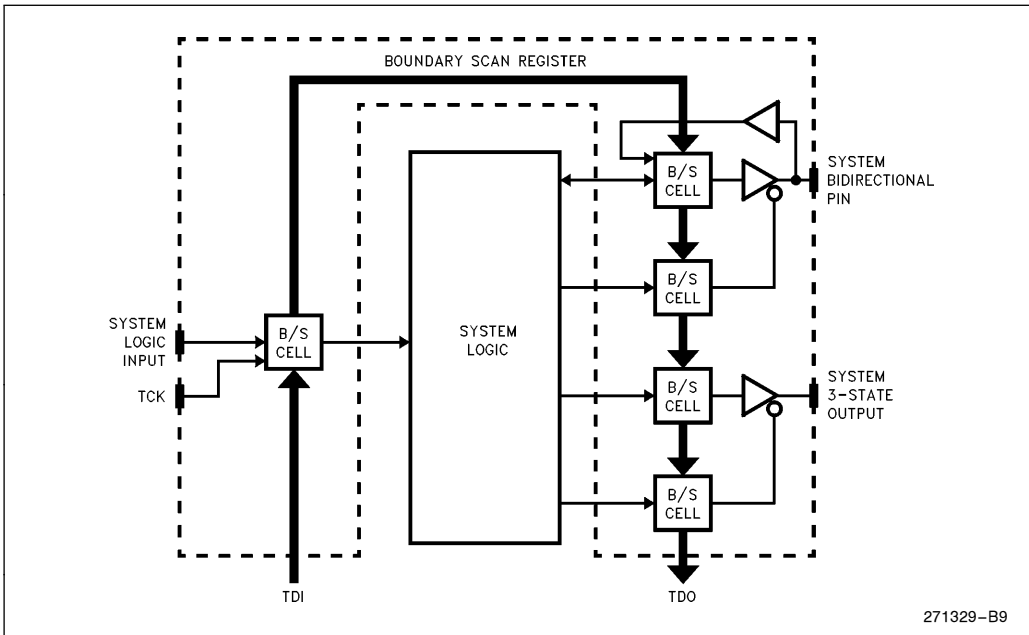 BOUNDARY SCAN REGISTER
B/S
CELL
SYSTEM
BIDIRECTIONAL
PIN
B/S
CELL
SYSTEM
LOGIC
INPUT
B/S
CELL
SYSTEM
LOGIC
TCK
B/S
CELL
SYSTEM
3-STATE
OUTPUT
B/S
CELL
TDI
TDO
271329-B9